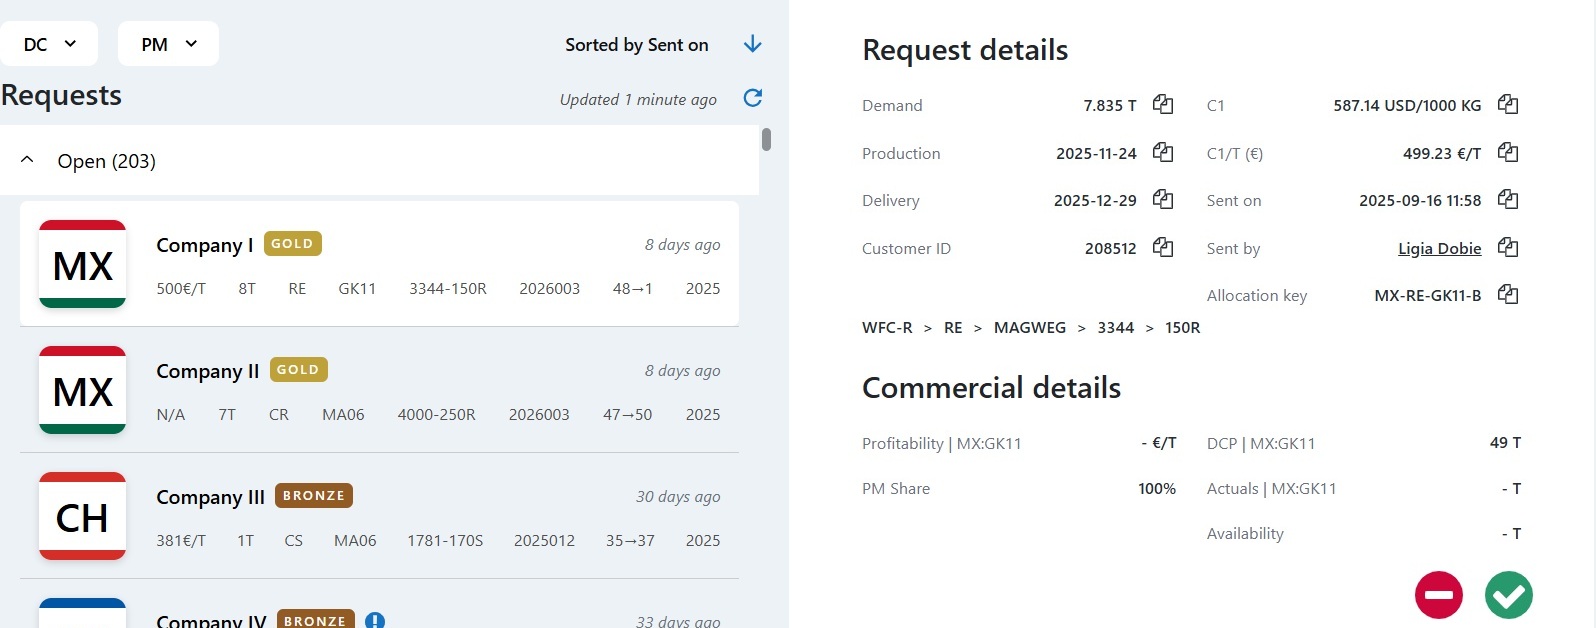 DC
PM
Sorted by Sent on
Requests
Updated 1 minute ago
Open (203)
MX
Company I GOLD 8 days ago
500€/T 8T RE GK11 3344-150R 2026003 48→1 2025
MX
Company II GOLD 8 days ago
N/A 7T CR MA06 4000-250R 2026003 47→50 2025
CH
Company III BRONZE 30 days ago
381€/T 1T CS MA06 1781-170S 2025012 35→37 2025
Company IV BRONZE 33 days ago
Request details
Demand 7.835 T
C1 587.14 USD/1000 KG
Production 2025-11-24
C1/T (€) 499.23 €/T
Delivery 2025-12-29
Sent on 2025-09-16 11:58
Customer ID 208512
Sent by Ligia Dobie
Allocation key MX-RE-GK11-B
WFC-R > RE > MAGWEG > 3344 > 150R
Commercial details
Profitability | MX:GK11 - €/T
DCP | MX:GK11 49 T
PM Share 100%
Actuals | MX:GK11 - T
Availability - T